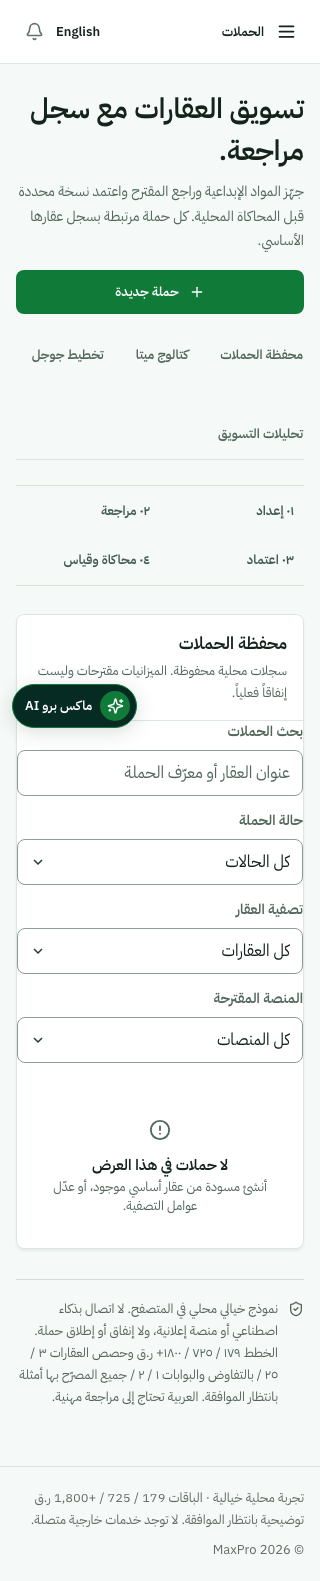 الحملات
English
تسويق العقارات مع سجل
مراجعة.
جهّز المواد الإبداعية وراجع المقترح واعتمد نسخة محددة
قبل المحاكاة المحلية. كل حملة مرتبطة بسجل عقارها
الأساسي.
حملة جديدة
محفظة الحملات
كتالوج ميتا
تخطيط جوجل
تحليلات التسويق
٠١ إعداد
٠٢ مراجعة
٠٣ اعتماد
٠٤ محاكاة وقياس
محفظة الحملات
سجلات محلية محفوظة. الميزانيات مقترحات وليست
إنفاقاً فعلياً.
ماكس برو AI
بحث الحملات
عنوان العقار أو معرّف الحملة
حالة الحملة
كل الحالات
تصفية العقار
كل العقارات
المنصة المقترحة
كل المنصات
لا حملات في هذا العرض
أنشئ مسودة من عقار أساسي موجود، أو عدّل
عوامل التصفية.
نموذج خيالي محلي في المتصفح. لا اتصال بذكاء
اصطناعي أو منصة إعلانية، ولا إنفاق أو إطلاق حملة.
الخطط ١٧٩ / ٧٢٥ / ١٨٠٠+ ر.ق وحصص العقارات ٣ /
٢٥ / بالتفاوض والبوابات ١ / ٢ / جميع المصرّح بها أمثلة
بانتظار الموافقة. العربية تحتاج إلى مراجعة مهنية.
تجربة محلية خيالية · الباقات 179 / 725 / +1,800 ر.ق
توضيحية بانتظار الموافقة. لا توجد خدمات خارجية متصلة.
© 2026 MaxPro